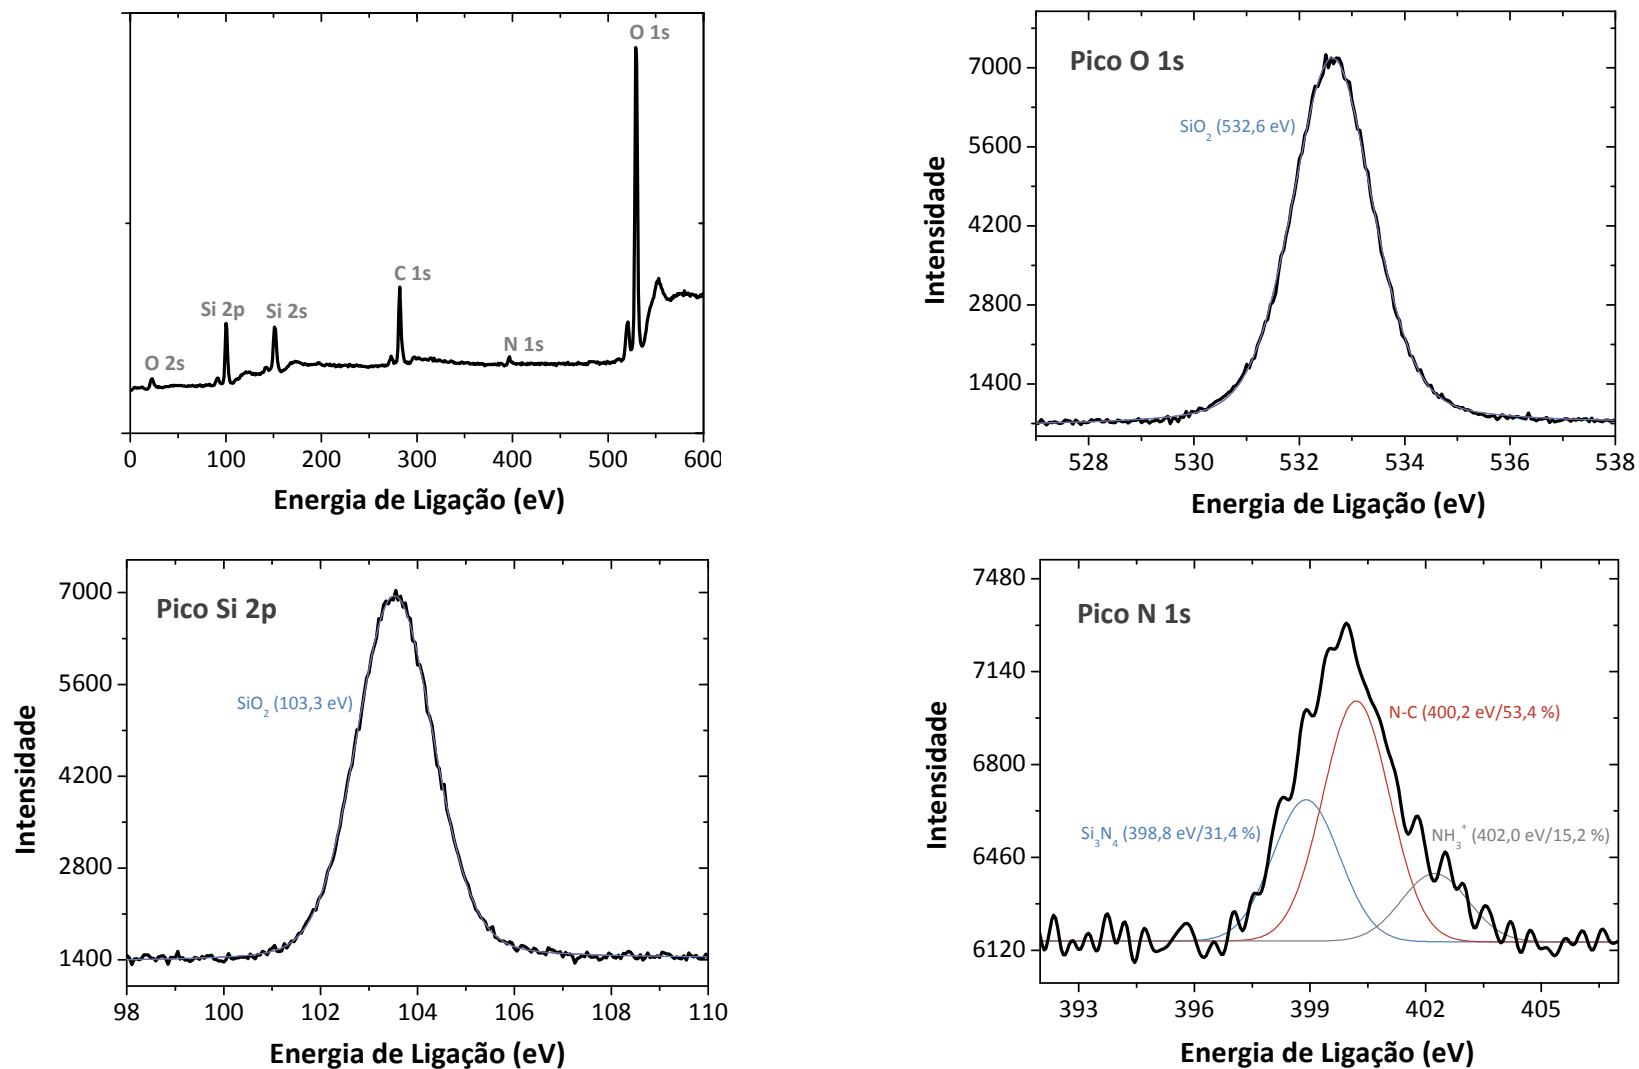 O 1s
C 1s
Si 2p
Si 2s
N 1s
O 2s
0 100 200 300 400 500 600
Energia de Ligação (eV)
Pico O 1s
SiO2 (532,6 eV)
Intensidade
7000
5600
4200
2800
1400
528 530 532 534 536 538
Energia de Ligação (eV)
Pico Si 2p
SiO2 (103,3 eV)
Intensidade
7000
5600
4200
2800
1400
98 100 102 104 106 108 110
Energia de Ligação (eV)
Pico N 1s
N-C (400,2 eV/53,4 %)
Si3N4 (398,8 eV/31,4 %)
NH3+ (402,0 eV/15,2 %)
Intensidade
7480
7140
6800
6460
6120
393 396 399 402 405
Energia de Ligação (eV)